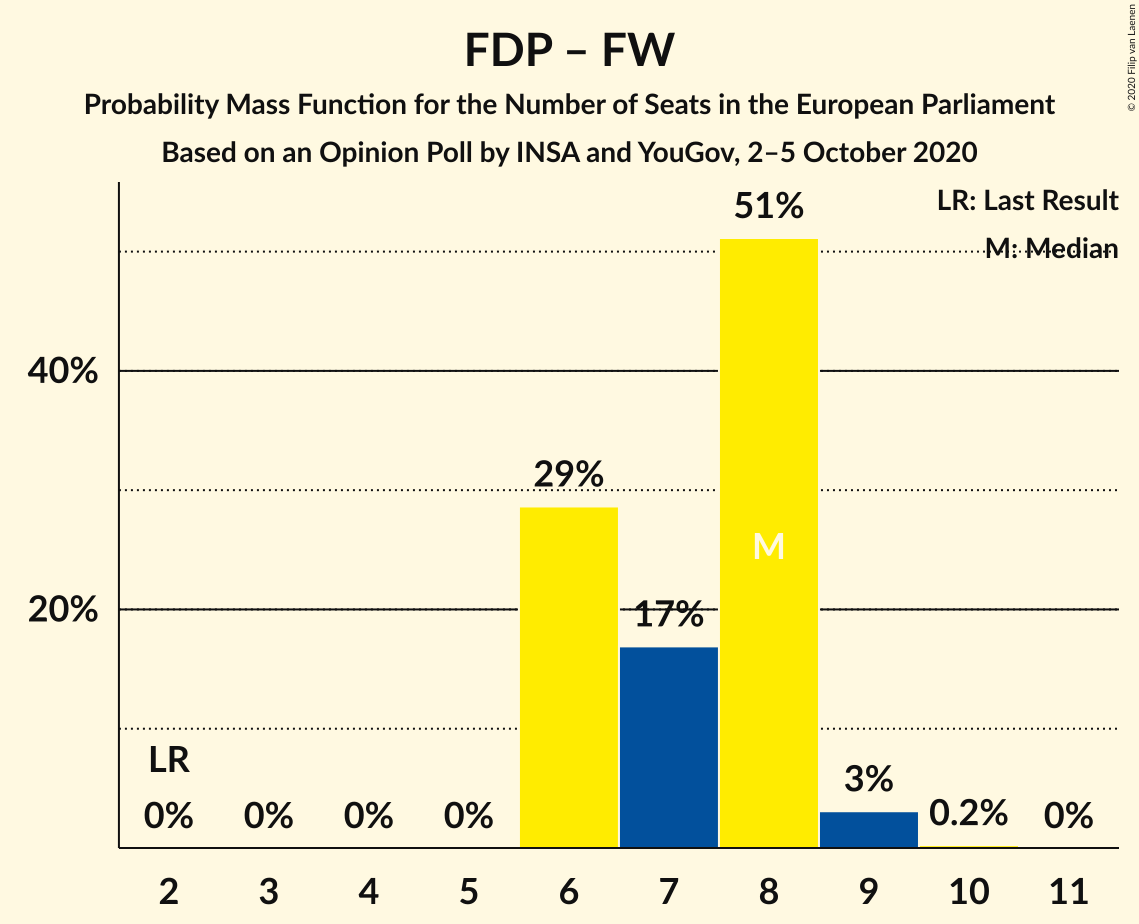 FDP – FW
Probability Mass Function for the Number of Seats in the European Parliament
Based on an Opinion Poll by INSA and YouGov, 2–5 October 2020
© 2020 Filip van Laenen
LR: Last Result
M: Median
51%
40%
29%
M
20%
17%
LR
0%
0%
0%
0%
3%
0.2%
0%
2
3
4
5
6
7
8
9
10
11